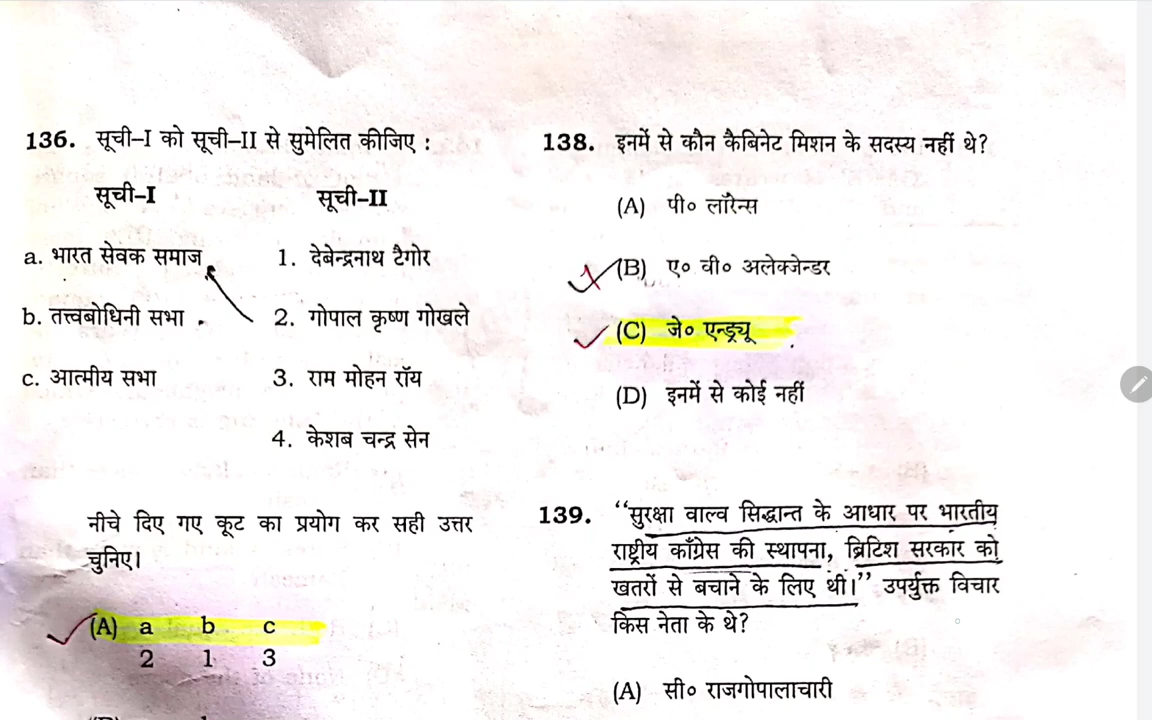 136. सूची–I को सूची–II से सुमेलित कीजिए :
सूची–I सूची–II
a. भारत सेवक समाज 1. देबेन्द्रनाथ टैगोर
b. तत्त्वबोधिनी सभा 2. गोपाल कृष्ण गोखले
c. आत्मीय सभा 3. राम मोहन रॉय
4. केशब चन्द्र सेन
नीचे दिए गए कूट का प्रयोग कर सही उत्तर
चुनिए।
(A) a b c
2 1 3
138. इनमें से कौन कैबिनेट मिशन के सदस्य नहीं थे?
(A) पी० लॉरेन्स
(B) ए० वी० अलेक्जेन्डर
(C) जे० एन्ड्र्यू
(D) इनमें से कोई नहीं
139. ‘‘सुरक्षा वाल्व सिद्धान्त के आधार पर भारतीय
राष्ट्रीय काँग्रेस की स्थापना, ब्रिटिश सरकार को
खतरों से बचाने के लिए थी।’’ उपर्युक्त विचार
किस नेता के थे?
(A) सी० राजगोपालाचारी